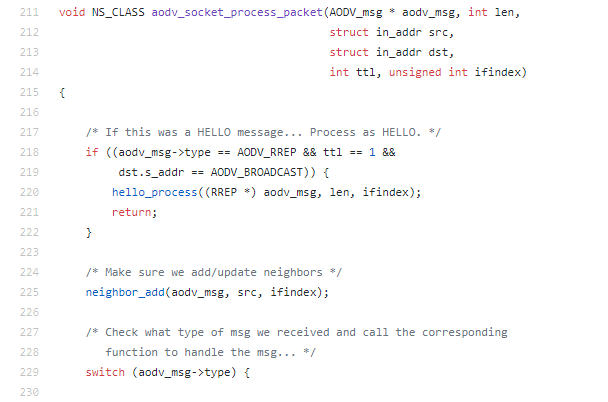 211 void NS_CLASS aodv_socket_process_packet(AODV_msg * aodv_msg, int len,
212 struct in_addr src,
213 struct in_addr dst,
214 int ttl, unsigned int ifindex)
215 {
216
217 /* If this was a HELLO message... Process as HELLO. */
218 if ((aodv_msg->type == AODV_RREP && ttl == 1 &&
219 dst.s_addr == AODV_BROADCAST)) {
220 hello_process((RREP *) aodv_msg, len, ifindex);
221 return;
222 }
223
224 /* Make sure we add/update neighbors */
225 neighbor_add(aodv_msg, src, ifindex);
226
227 /* Check what type of msg we received and call the corresponding
228 function to handle the msg... */
229 switch (aodv_msg->type) {
230